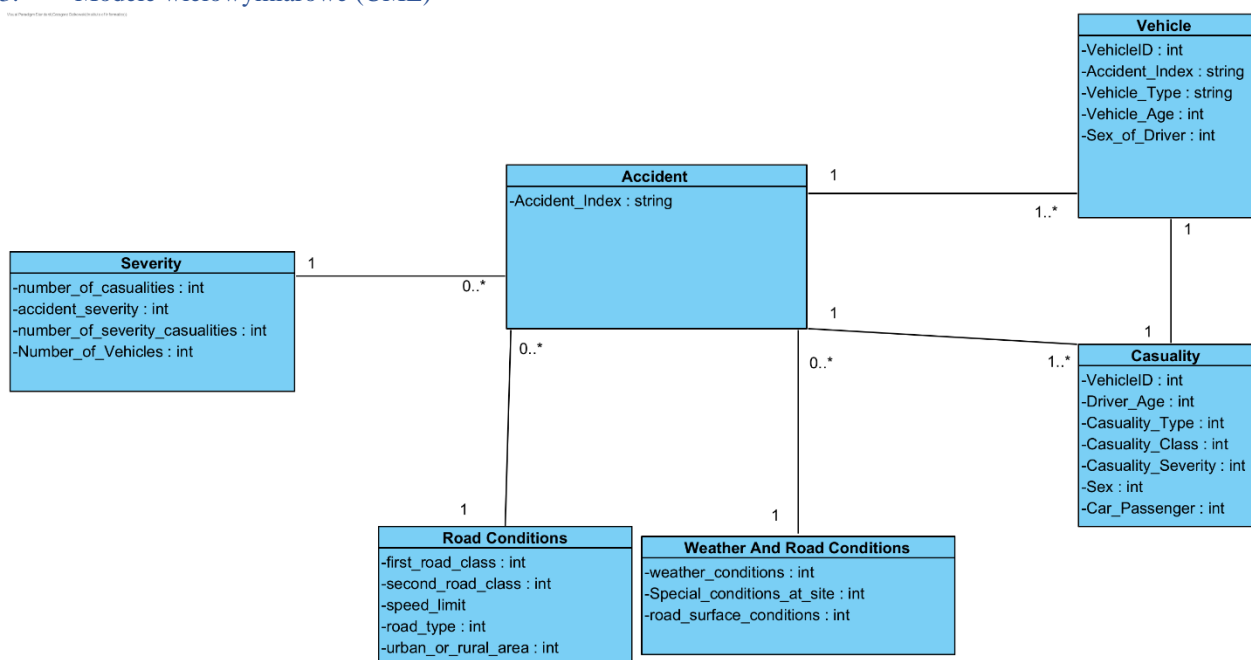 Modele wielowymiarowe (UML)
Vehicle
-VehicleID : int
-Accident_Index : string
-Vehicle_Type : string
-Vehicle_Age : int
-Sex_of_Driver : int
Accident
-Accident_Index : string
1
1..*
1
Severity
-number_of_casualities : int
-accident_severity : int
-number_of_severity_casualities : int
-Number_of_Vehicles : int
1
0..*
1
1
0..*
0..*
1..*
Casuality
-VehicleID : int
-Driver_Age : int
-Casuality_Type : int
-Casuality_Class : int
-Casuality_Severity : int
-Sex : int
-Car_Passenger : int
1
1
Road Conditions
-first_road_class : int
-second_road_class : int
-speed_limit
-road_type : int
-urban_or_rural_area : int
Weather And Road Conditions
-weather_conditions : int
-Special_conditions_at_site : int
-road_surface_conditions : int